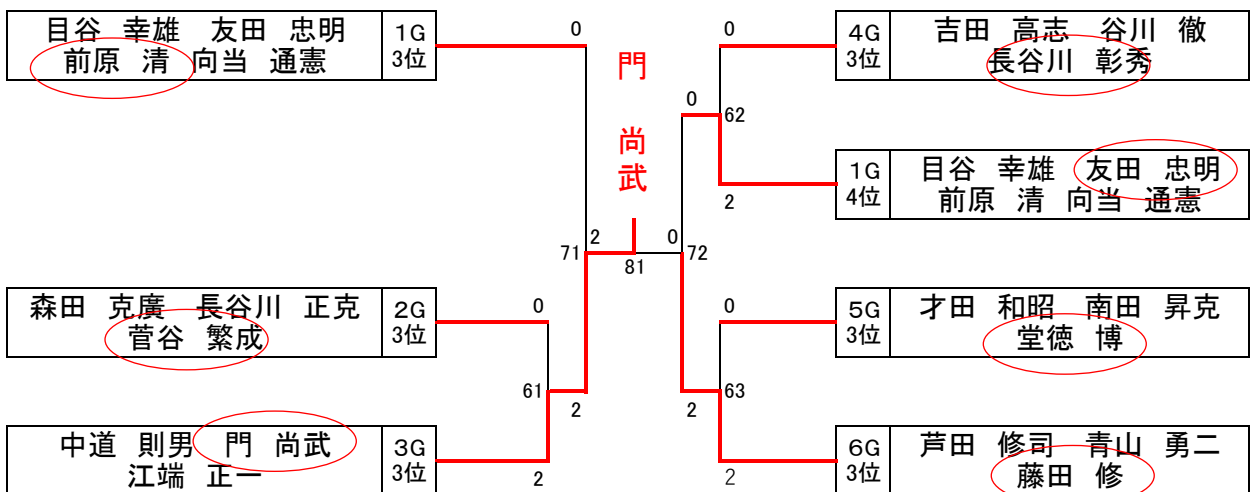 目谷 幸雄 友田 忠明
前原 清 向当 通憲
1G
3位
0
森田 克廣 長谷川 正克
菅谷 繁成
2G
3位
0
中道 則男 門 尚武
江端 正一
3G
3位
2
61
2
71
2
門 尚武
81
0
72
0
吉田 高志 谷川 徹
長谷川 彰秀
4G
3位
0
62
目谷 幸雄 友田 忠明
前原 清 向当 通憲
1G
4位
2
才田 和昭 南田 昇克
堂徳 博
5G
3位
0
63
2
芦田 修司 青山 勇二
藤田 修
6G
3位
2